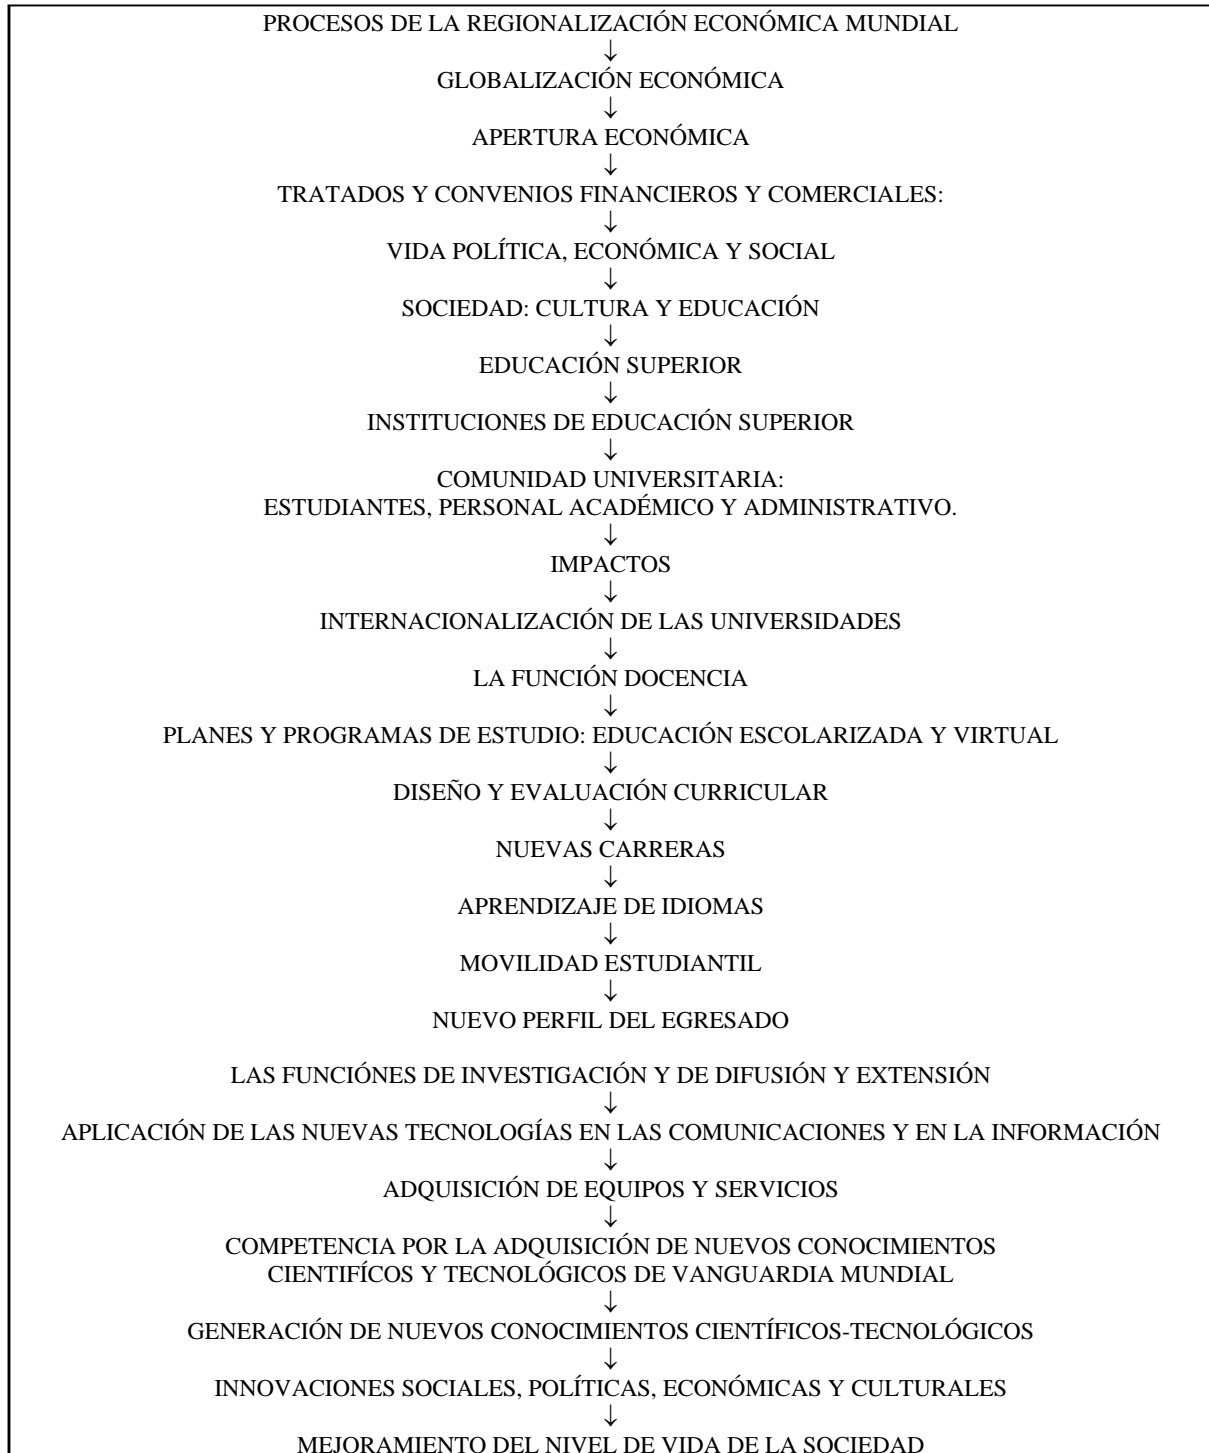 PROCESOS DE LA REGIONALIZACIÓN ECONÓMICA MUNDIAL
↓
GLOBALIZACIÓN ECONÓMICA
↓
APERTURA ECONÓMICA
↓
TRATADOS Y CONVENIOS FINANCIEROS Y COMERCIALES:
↓
VIDA POLÍTICA, ECONÓMICA Y SOCIAL
↓
SOCIEDAD: CULTURA Y EDUCACIÓN
↓
EDUCACIÓN SUPERIOR
↓
INSTITUCIONES DE EDUCACIÓN SUPERIOR
↓
COMUNIDAD UNIVERSITARIA:
ESTUDIANTES, PERSONAL ACADÉMICO Y ADMINISTRATIVO.
↓
IMPACTOS
↓
INTERNACIONALIZACIÓN DE LAS UNIVERSIDADES
↓
LA FUNCIÓN DOCENCIA
↓
PLANES Y PROGRAMAS DE ESTUDIO: EDUCACIÓN ESCOLARIZADA Y VIRTUAL
↓
DISEÑO Y EVALUACIÓN CURRICULAR
↓
NUEVAS CARRERAS
↓
APRENDIZAJE DE IDIOMAS
↓
MOVILIDAD ESTUDIANTIL
↓
NUEVO PERFIL DEL EGRESADO
LAS FUNCIÓNES DE INVESTIGACIÓN Y DE DIFUSIÓN Y EXTENSIÓN
↓
APLICACIÓN DE LAS NUEVAS TECNOLOGÍAS EN LAS COMUNICACIONES Y EN LA INFORMACIÓN
↓
ADQUISICIÓN DE EQUIPOS Y SERVICIOS
↓
COMPETENCIA POR LA ADQUISICIÓN DE NUEVOS CONOCIMIENTOS
CIENTIFÍCOS Y TECNOLÓGICOS DE VANGUARDIA MUNDIAL
↓
GENERACIÓN DE NUEVOS CONOCIMIENTOS CIENTÍFICOS-TECNOLÓGICOS
↓
INNOVACIONES SOCIALES, POLÍTICAS, ECONÓMICAS Y CULTURALES
↓
MEJORAMIENTO DEL NIVEL DE VIDA DE LA SOCIEDAD